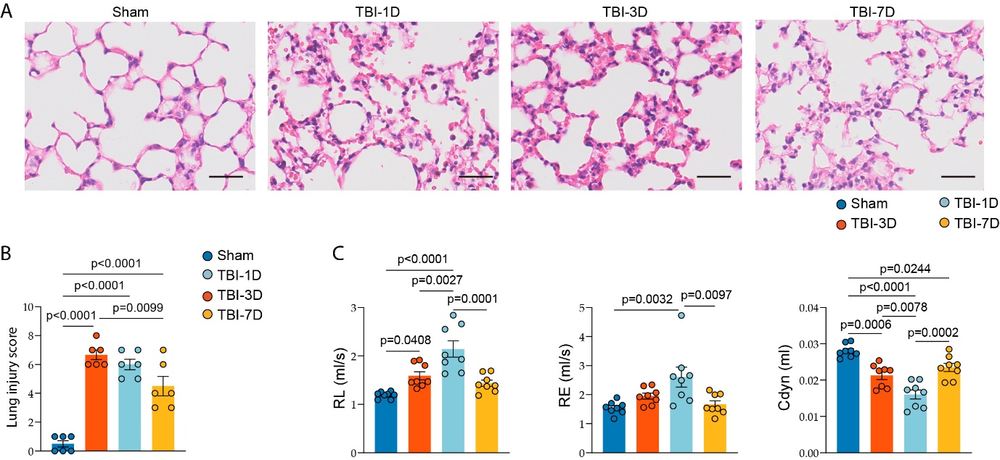 A
Sham
TBI-1D
TBI-3D
TBI-7D
Sham
TBI-1D
TBI-3D
TBI-7D
B
p<0.0001
p<0.0001
p<0.0001
p=0.0099
10
8
6
4
2
0
Lung injury score
Sham
TBI-1D
TBI-3D
TBI-7D
C
p<0.0001
p=0.0027
p=0.0001
p=0.0408
3
2
1
0
RL (ml/s)
p=0.0032
p=0.0097
5
4
3
2
1
0
RE (ml/s)
p=0.0244
p<0.0001
p=0.0078
p=0.0006
p=0.0002
0.04
0.03
0.02
0.01
0.00
Cdyn (ml)